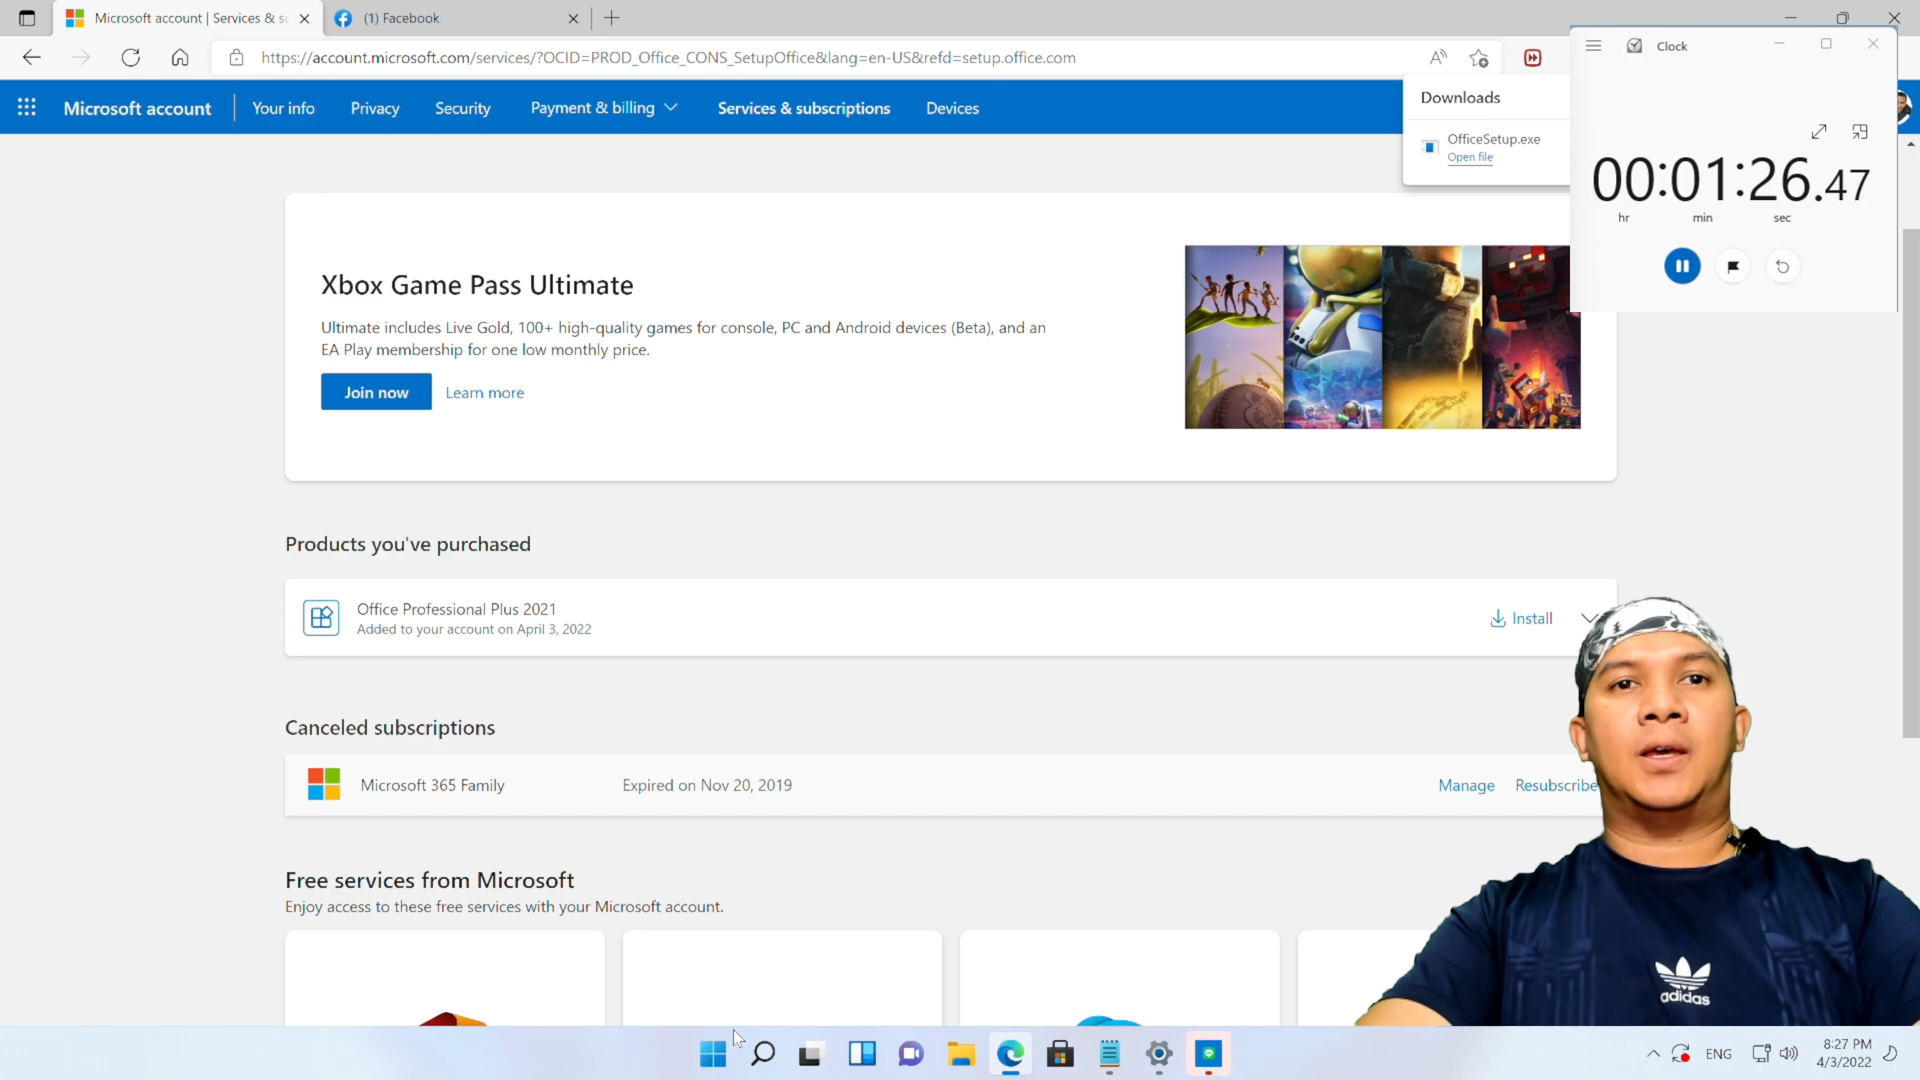 Microsoft account | Services & su
(1) Facebook
https://account.microsoft.com/services/?OCID=PROD_Office_CONS_SetupOffice&lang=en-US&refd=setup.office.com
Clock
Microsoft account
Your info
Privacy
Security
Payment & billing
Services & subscriptions
Devices
Downloads
OfficeSetup.exe
Open file
00:01:26.47
hr min sec
Xbox Game Pass Ultimate
Ultimate includes Live Gold, 100+ high-quality games for console, PC and Android devices (Beta), and an
EA Play membership for one low monthly price.
Join now
Learn more
Products you've purchased
Office Professional Plus 2021
Added to your account on April 3, 2022
Install
Canceled subscriptions
Microsoft 365 Family
Expired on Nov 20, 2019
Manage
Resubscribe
Free services from Microsoft
Enjoy access to these free services with your Microsoft account.
adidas
ENG
8:27 PM
4/3/2022